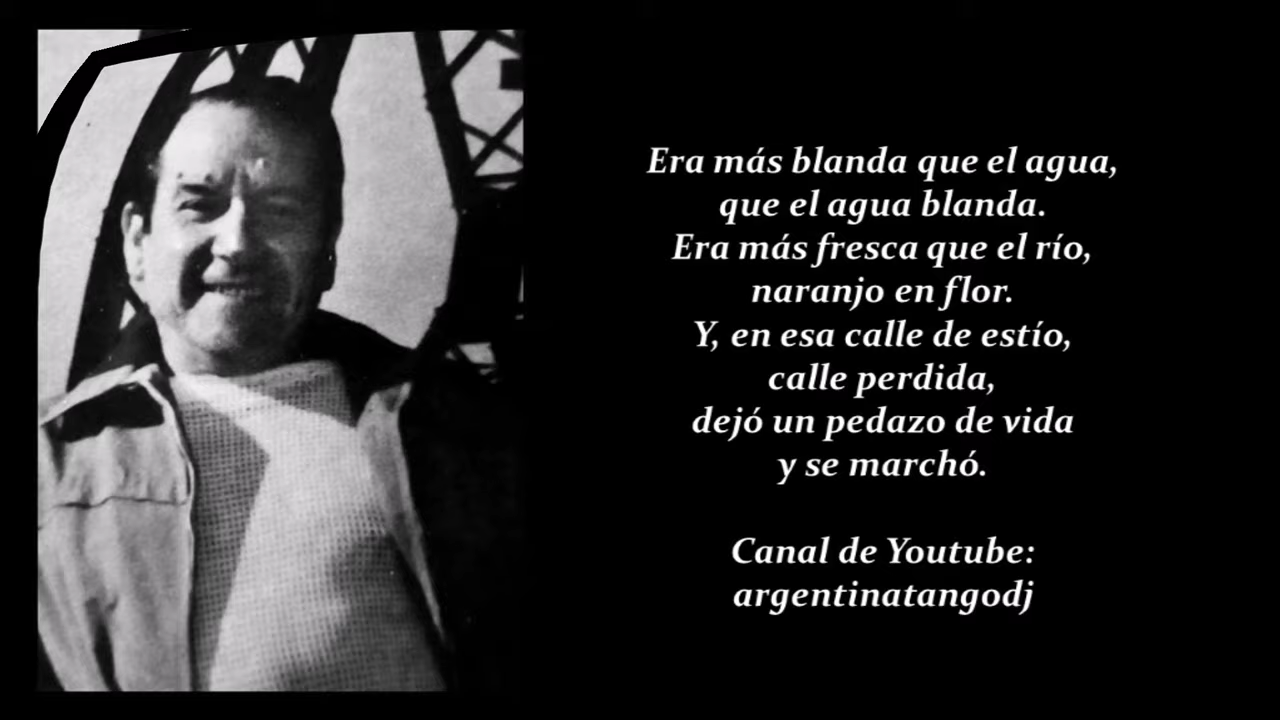 Era más blanda que el agua,
que el agua blanda.
Era más fresca que el río,
naranjo en flor.
Y, en esa calle de estío,
calle perdida,
dejó un pedazo de vida
y se marchó.
Canal de Youtube:
argentinatangodj